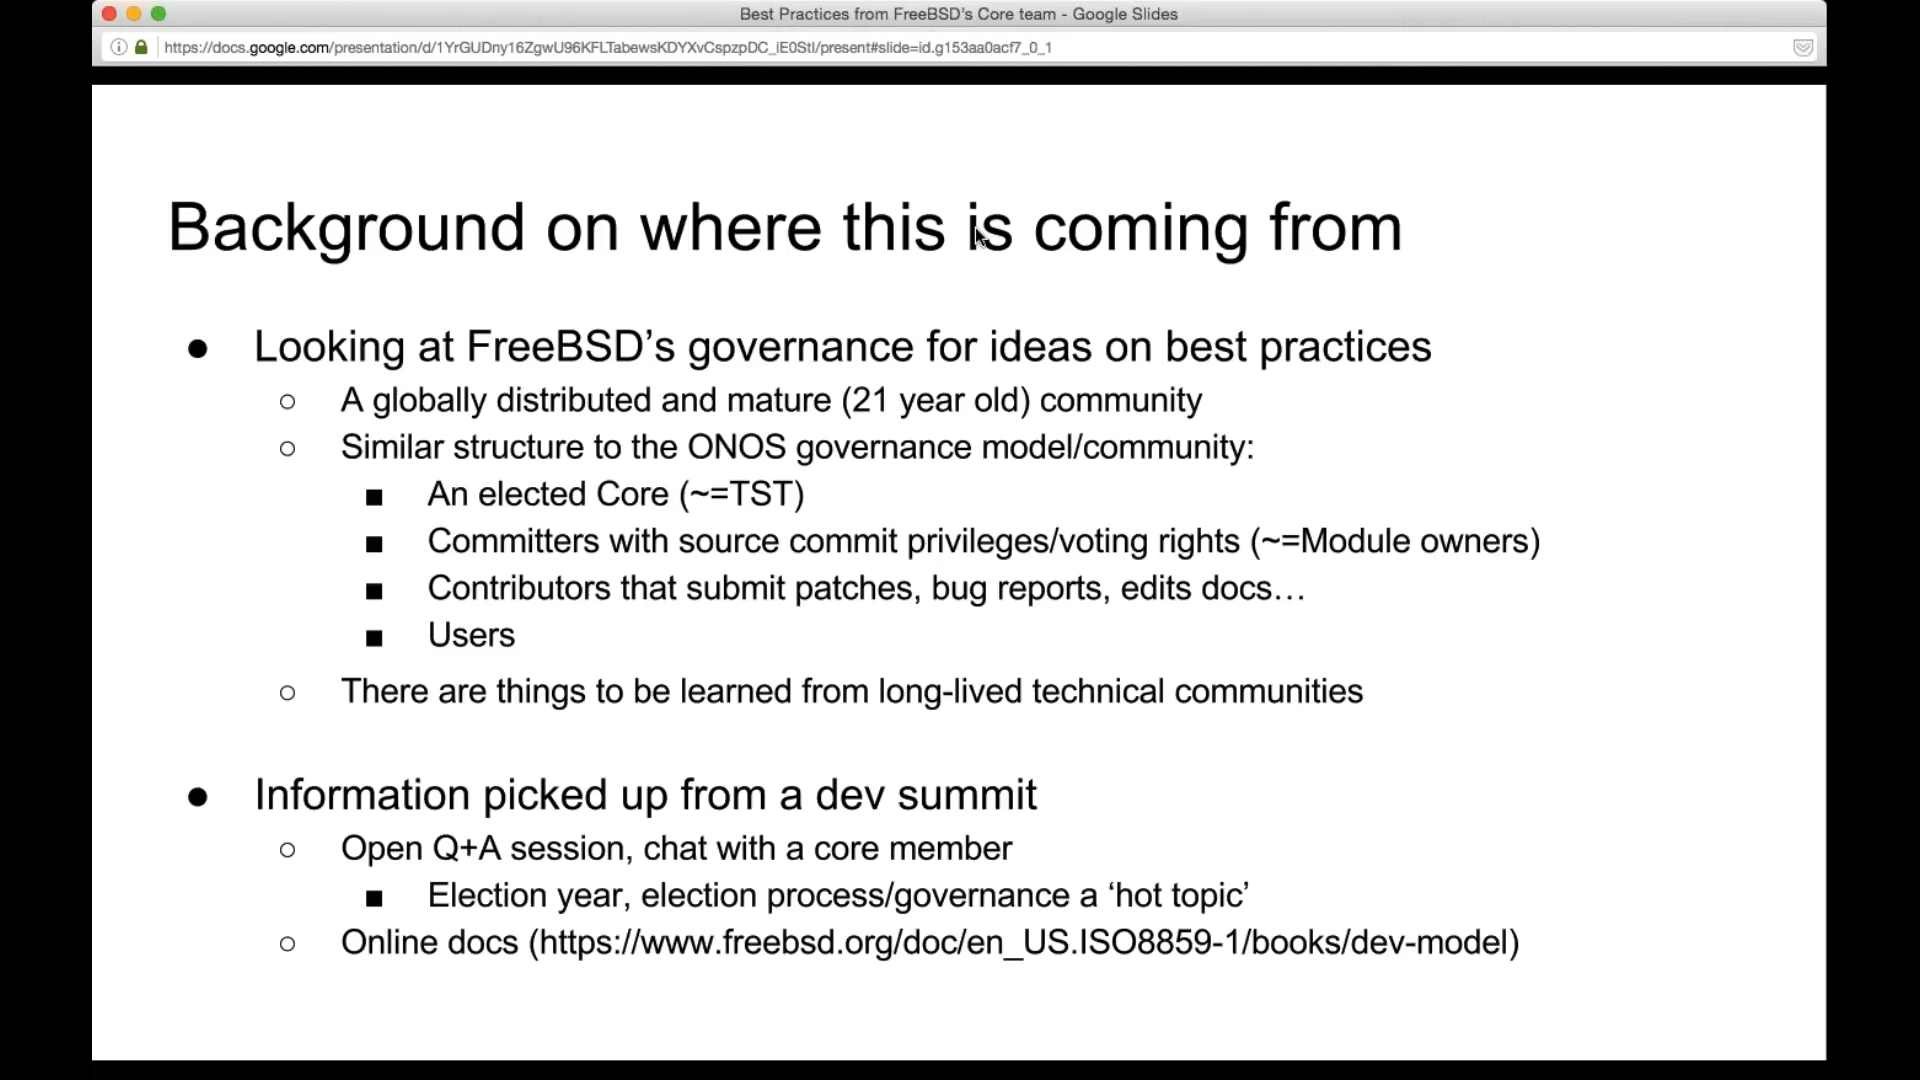 Best Practices from FreeBSD's Core team - Google Slides
https://docs.google.com/presentation/d/1YrGUDny16ZgwU96KFLTabewsKDYXvCspzpDC_iE0StI/present#slide=id.g153aa0acf7_0_1
Background on where this is coming from
● Looking at FreeBSD’s governance for ideas on best practices
○ A globally distributed and mature (21 year old) community
○ Similar structure to the ONOS governance model/community:
■ An elected Core (~=TST)
■ Committers with source commit privileges/voting rights (~=Module owners)
■ Contributors that submit patches, bug reports, edits docs…
■ Users
○ There are things to be learned from long-lived technical communities
● Information picked up from a dev summit
○ Open Q+A session, chat with a core member
■ Election year, election process/governance a ‘hot topic’
○ Online docs (https://www.freebsd.org/doc/en_US.ISO8859-1/books/dev-model)